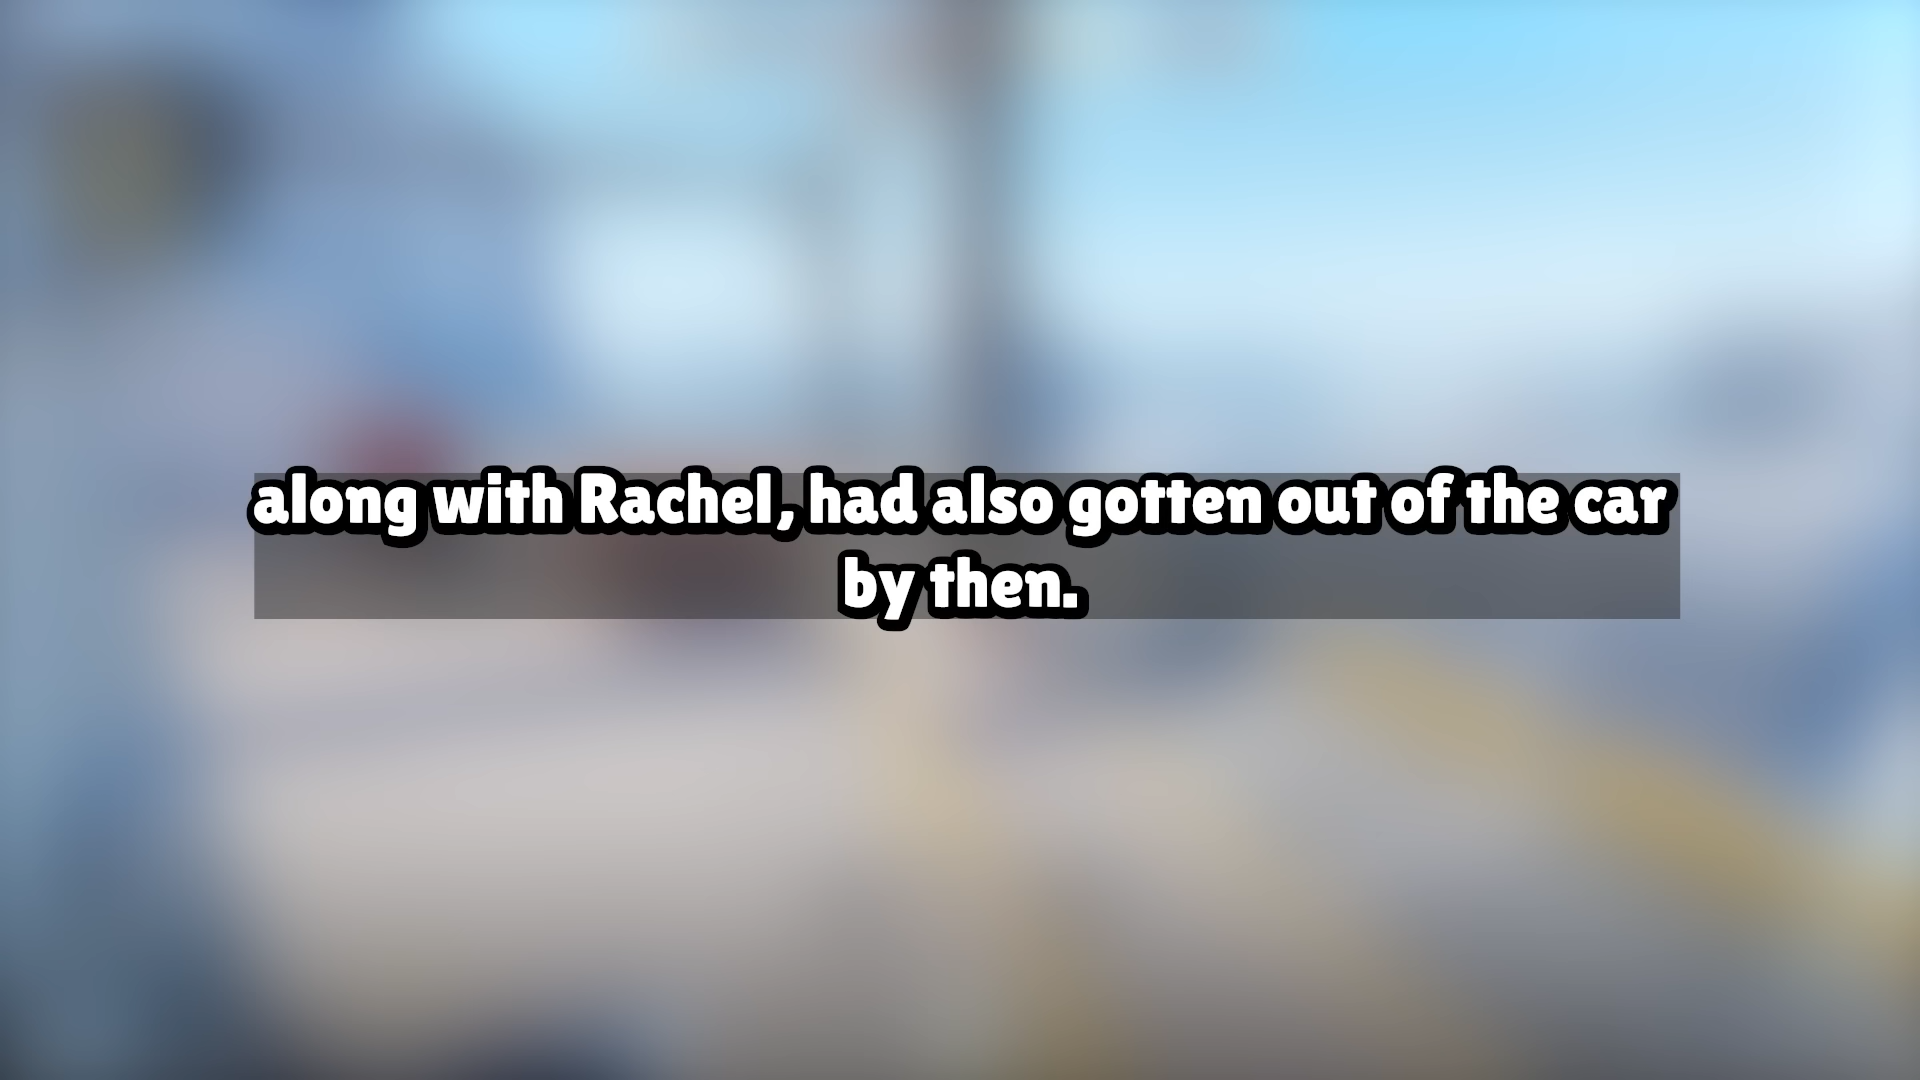 along with Rachel, had also gotten out of the car
by then.